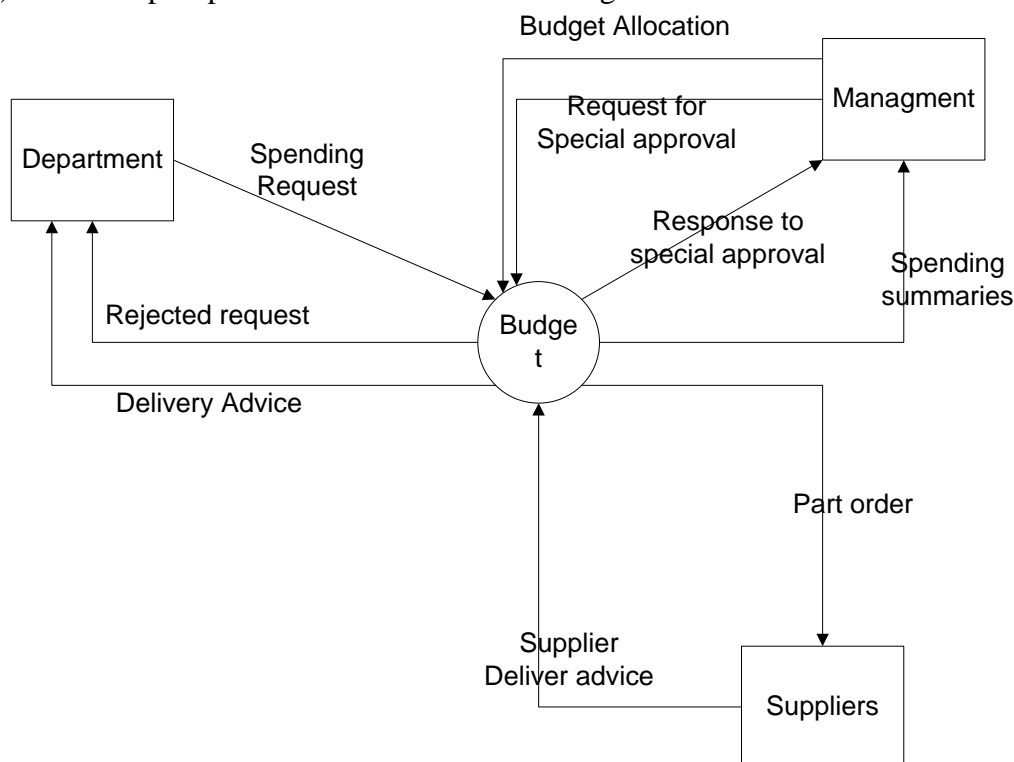 Budget Allocation
Managment
Request for
Special approval
Department
Spending
Request
Response to
special approval
Spending
summaries
Rejected request
Budge
t
Delivery Advice
Part order
Supplier
Deliver advice
Suppliers